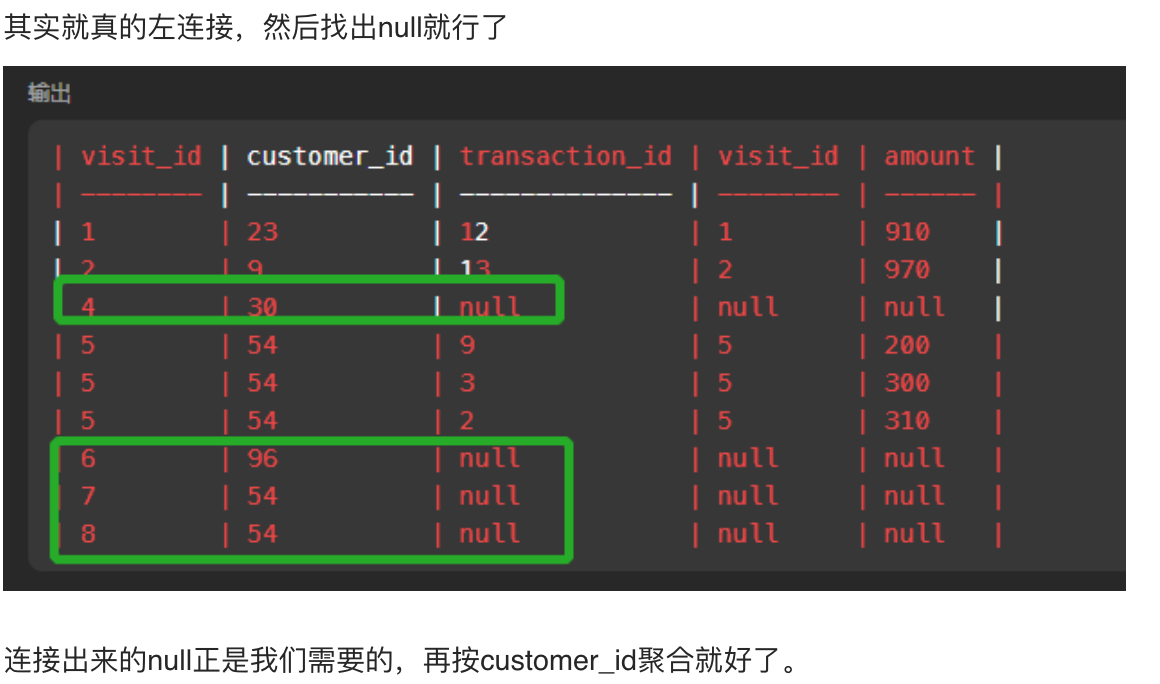 其实就真的左连接，然后找出null就行了
输出
| visit_id | customer_id | transaction_id | visit_id | amount |
| -------- | ----------- | -------------- | -------- | ------ |
| 1 | 23 | 12 | 1 | 910 |
| 2 | 9 | 13 | 2 | 970 |
| 4 | 30 | null | null | null |
| 5 | 54 | 9 | 5 | 200 |
| 5 | 54 | 3 | 5 | 300 |
| 5 | 54 | 2 | 5 | 310 |
| 6 | 96 | null | null | null |
| 7 | 54 | null | null | null |
| 8 | 54 | null | null | null |
连接出来的null正是我们需要的，再按customer_id聚合就好了。